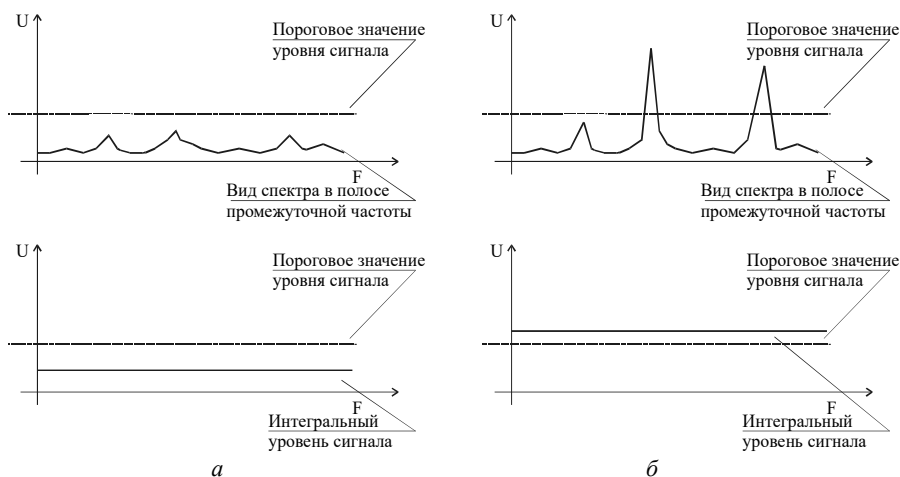 U
Пороговое значение
уровня сигнала
F
Вид спектра в полосе
промежуточной частоты
U
Пороговое значение
уровня сигнала
F
Вид спектра в полосе
промежуточной частоты
U
Пороговое значение
уровня сигнала
F
Интегральный
уровень сигнала
а
U
Пороговое значение
уровня сигнала
F
Интегральный
уровень сигнала
б